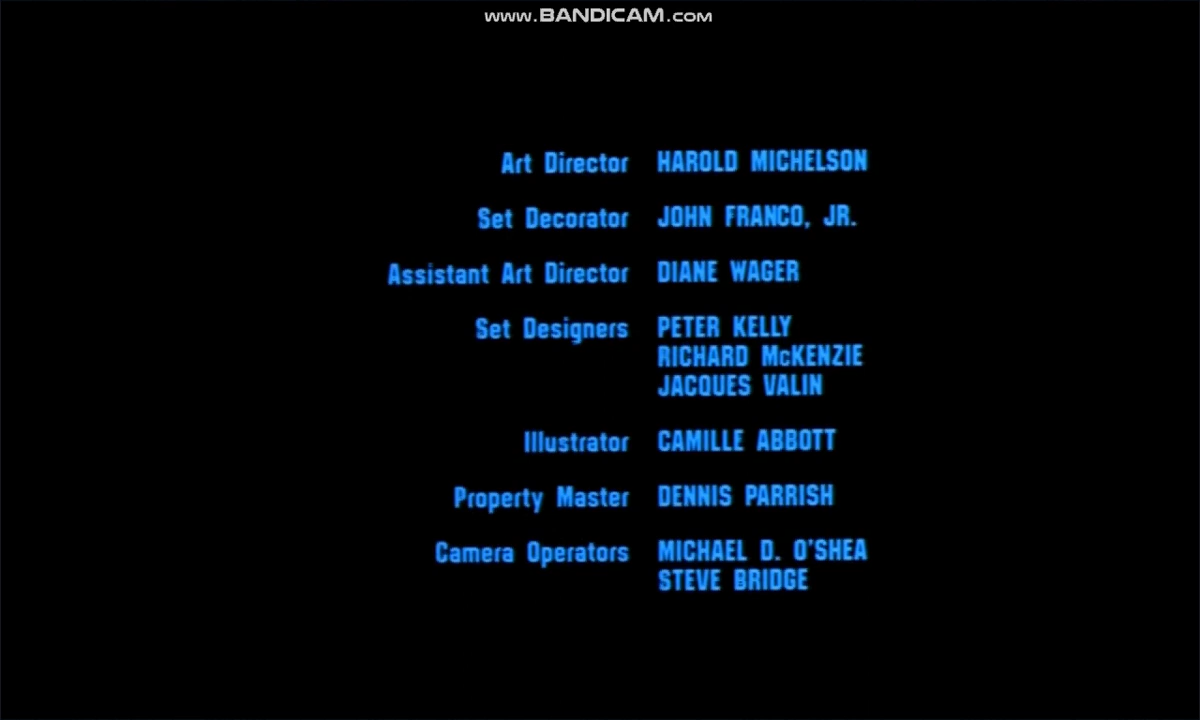 www.BANDICAM.com
Art Director HAROLD MICHELSON
Set Decorator JOHN FRANCO, JR.
Assistant Art Director DIANE WAGER
Set Designers PETER KELLY
RICHARD McKENZIE
JACQUES VALIN
Illustrator CAMILLE ABBOTT
Property Master DENNIS PARRISH
Camera Operators MICHAEL D. O'SHEA
STEVE BRIDGE